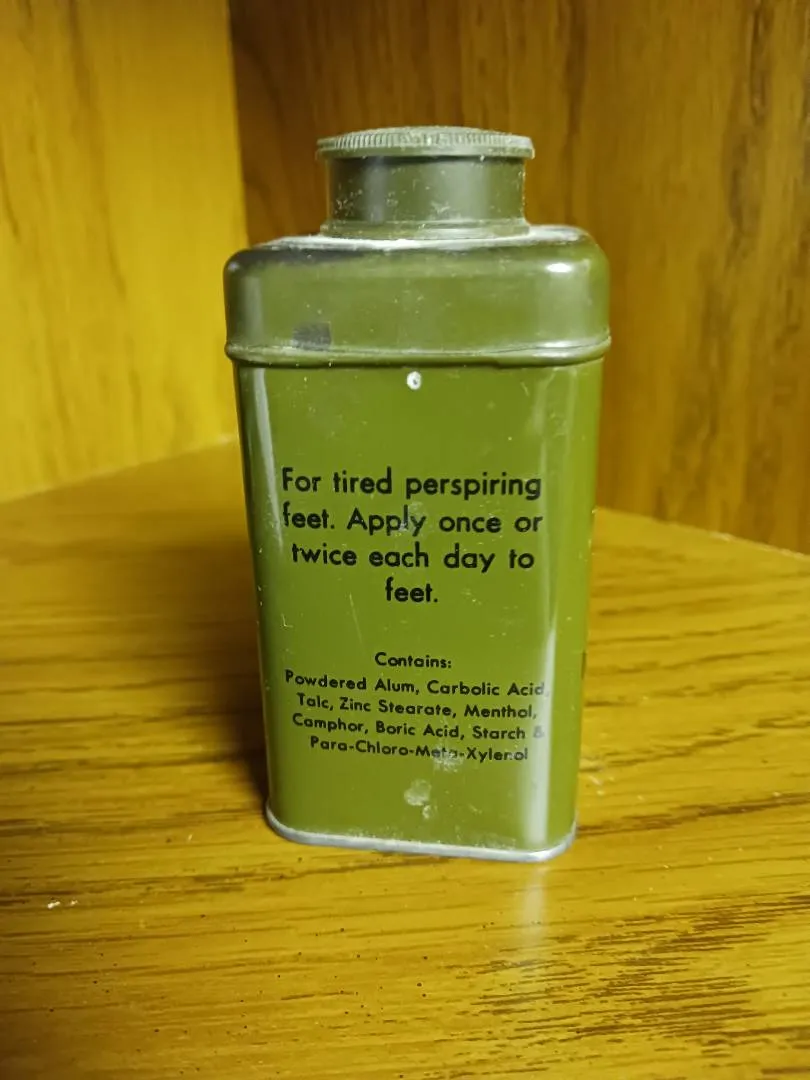 For tired perspiring
feet. Apply once or
twice each day to
feet.
Contains:
Powdered Alum, Carbolic Acid,
Talc, Zinc Stearate, Menthol,
Camphor, Boric Acid, Starch &
Para-Chloro-Meta-Xylenol